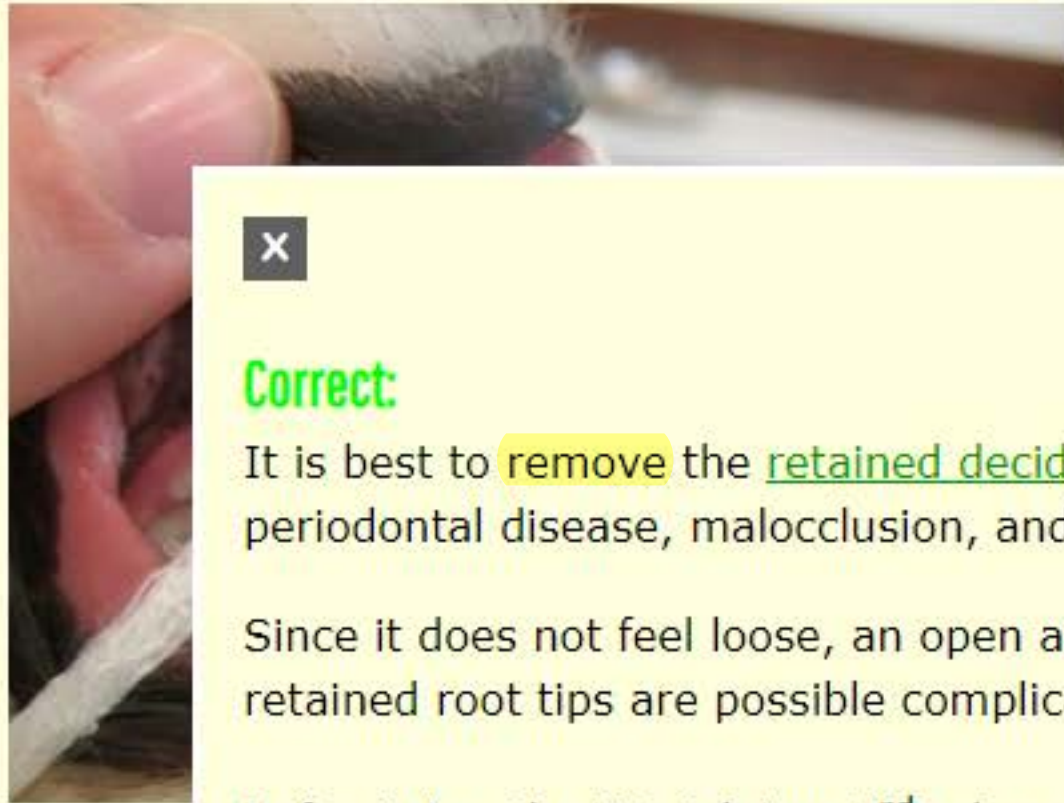 X
Correct:
It is best to remove the retained decid
periodontal disease, malocclusion, and
Since it does not feel loose, an open a
retained root tips are possible complic